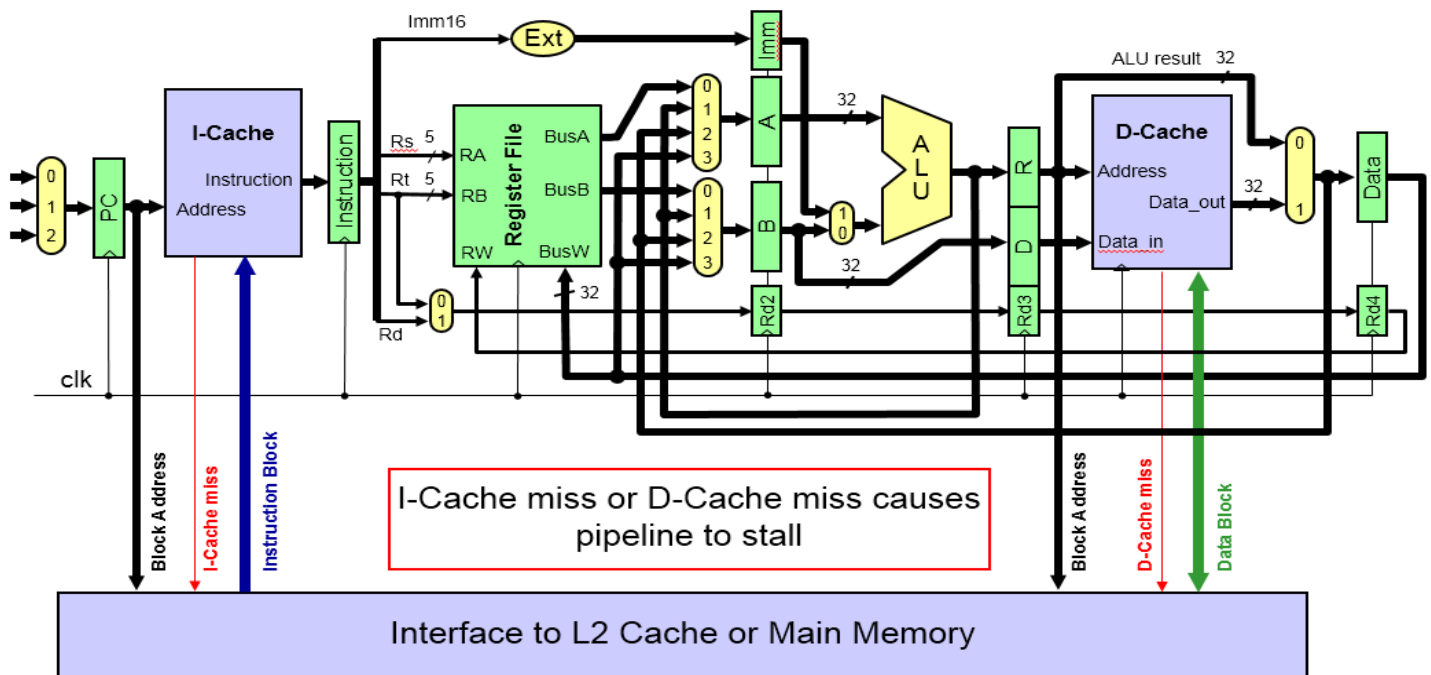 Imm16
Ext
Imm
ALU result 32
I-Cache
Instruction
Address
0
1
2
PC
Instruction
Rs 5
Rt 5
Rd
RA
RB
RW
Register File
BusA
BusB
BusW
32
0
1
0
1
2
3
0
1
2
3
A
B
Rd2
32
32
1
0
A
L
U
R
D
Rd3
D-Cache
Address
Data_out
Data_in
32
0
1
Data
Rd4
clk
Block Address
I-Cache miss
Instruction Block
I-Cache miss or D-Cache miss causes
pipeline to stall
Block Address
D-Cache miss
Data Block
Interface to L2 Cache or Main Memory